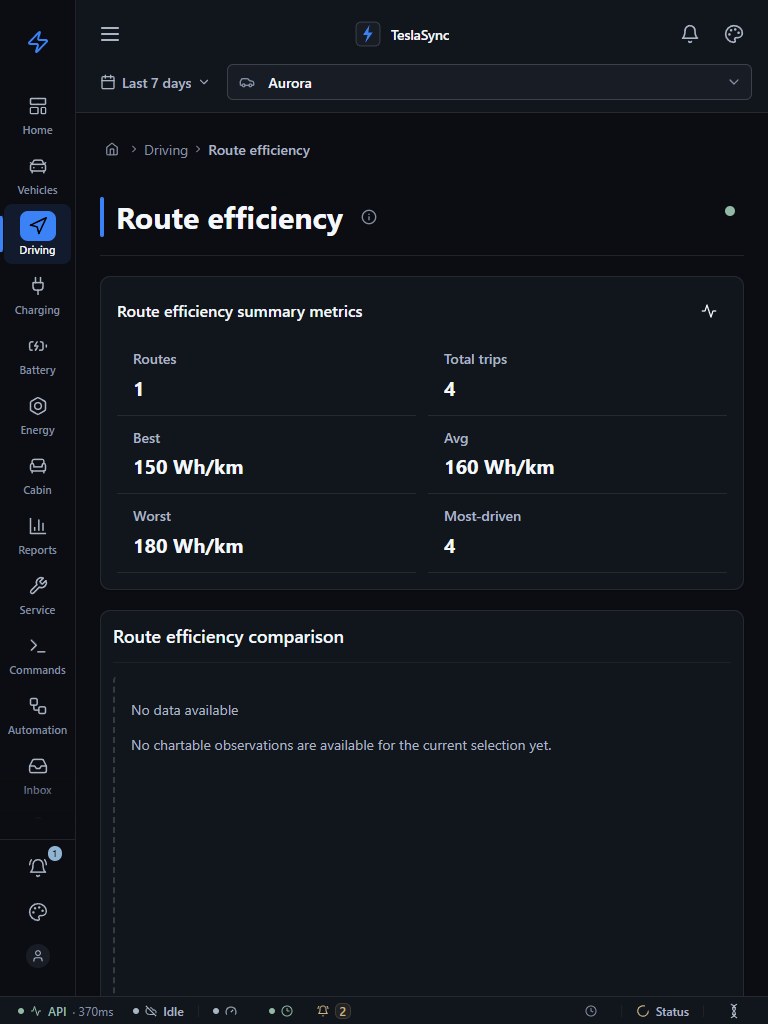 TeslaSync
Last 7 days
Aurora
Home
Vehicles
Driving
Charging
Battery
Energy
Cabin
Reports
Service
Commands
Automation
Inbox
1
Driving
Route efficiency
Route efficiency
Route efficiency summary metrics
Routes
1
Total trips
4
Best
150 Wh/km
Avg
160 Wh/km
Worst
180 Wh/km
Most-driven
4
Route efficiency comparison
No data available
No chartable observations are available for the current selection yet.
API · 370ms
Idle
2
Status